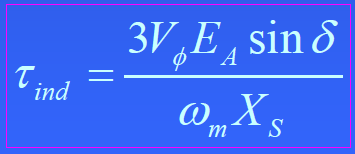 τ_ind = 3V_ϕ E_A sin δ / ω_m X_S